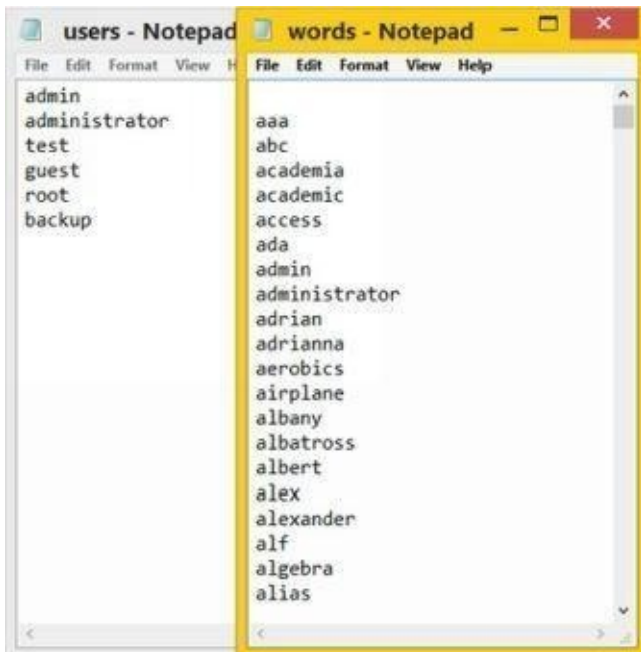 users - Notepad
File Edit Format View H
admin
administrator
test
guest
root
backup
words - Notepad
File Edit Format View Help
aaa
abc
academia
academic
access
ada
admin
administrator
adrian
adrianna
aerobics
airplane
albany
albatross
albert
alex
alexander
alf
algebra
alias